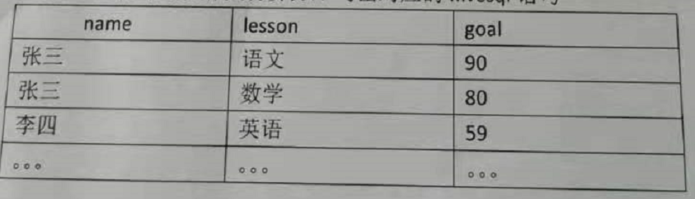 name lesson goal
张三 语文 90
张三 数学 80
李四 英语 59
。。。 。。。 。。。